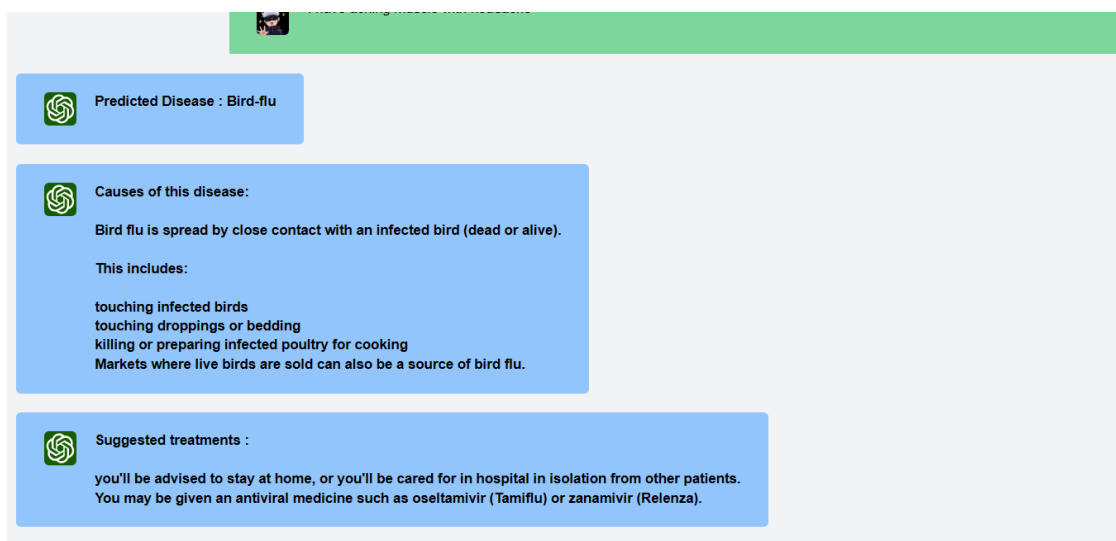 Predicted Disease : Bird-flu
Causes of this disease:
Bird flu is spread by close contact with an infected bird (dead or alive).
This includes:
touching infected birds
touching droppings or bedding
killing or preparing infected poultry for cooking
Markets where live birds are sold can also be a source of bird flu.
Suggested treatments :
you'll be advised to stay at home, or you'll be cared for in hospital in isolation from other patients.
You may be given an antiviral medicine such as oseltamivir (Tamiflu) or zanamivir (Relenza).